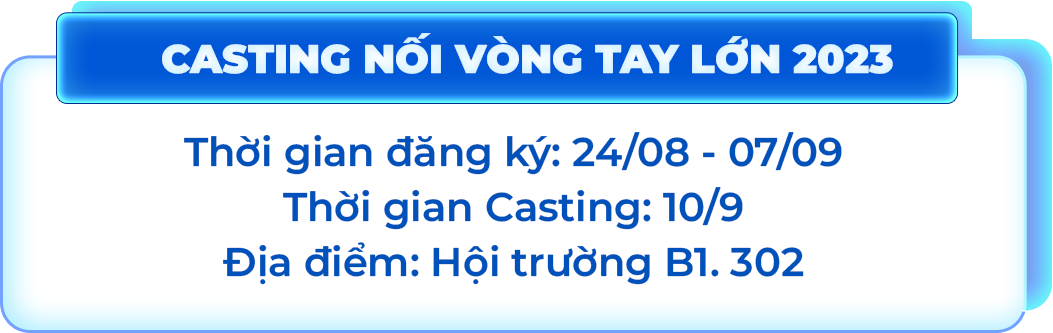 CASTING NỐI VÒNG TAY LỚN 2023
Thời gian đăng ký: 24/08 - 07/09
Thời gian Casting: 10/9
Địa điểm: Hội trường B1. 302